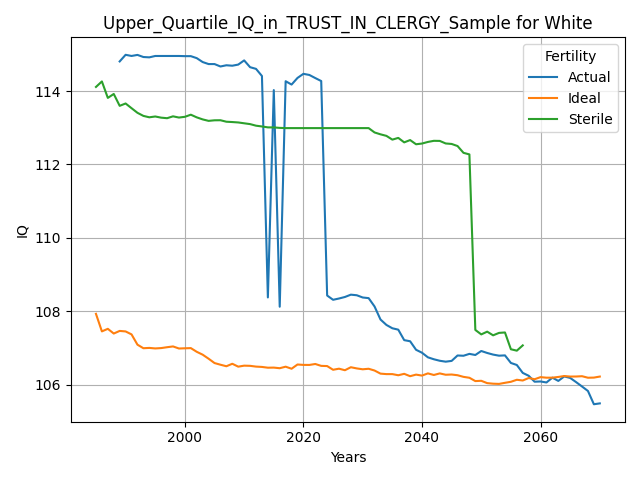 Upper_Quartile_IQ_in_TRUST_IN_CLERGY_Sample for White
Fertility
Actual
Ideal
Sterile
IQ
114
112
110
108
106
2000
2020
2040
2060
Years